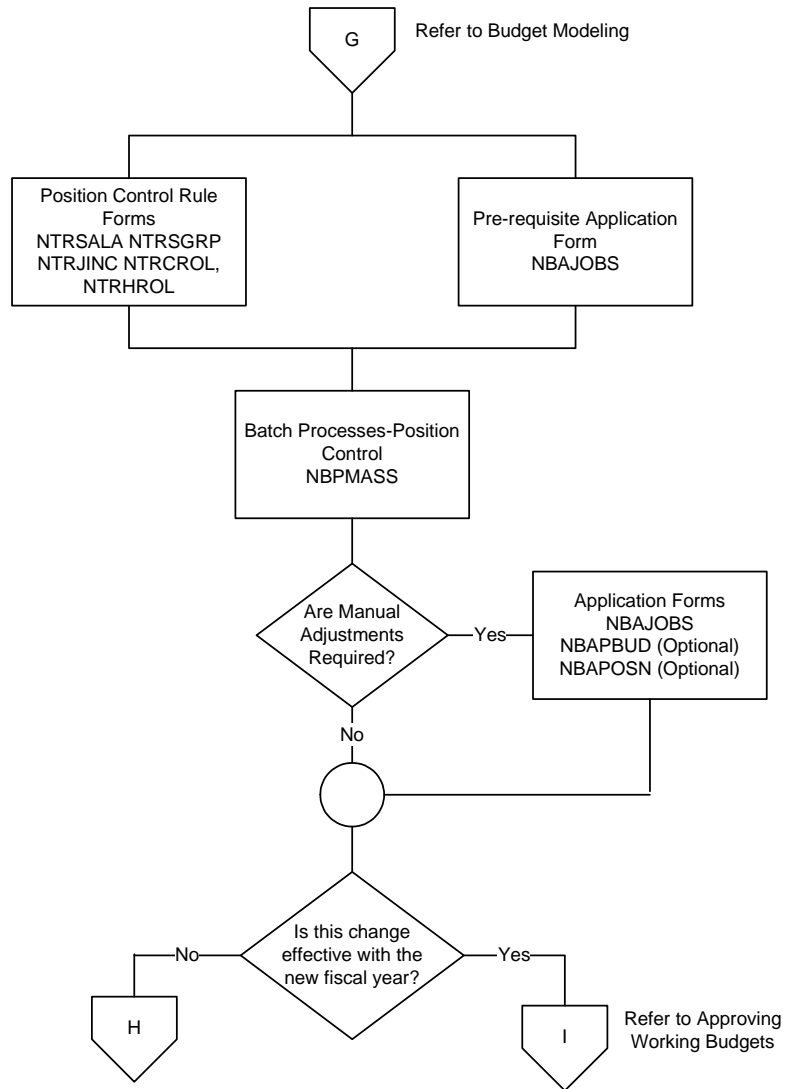 G
Refer to Budget Modeling
Position Control Rule
Forms
NTRSALA NTRSGRP
NTRJINC NTRCROL,
NTRHROL
Pre-requisite Application
Form
NBAJOBS
Batch Processes-Position
Control
NBPMASS
Are Manual
Adjustments
Required?
Yes
Application Forms
NBAJOBS
NBAPBUD (Optional)
NBAPOSN (Optional)
No
Is this change
effective with the
new fiscal year?
No
Yes
H
I
Refer to Approving
Working Budgets